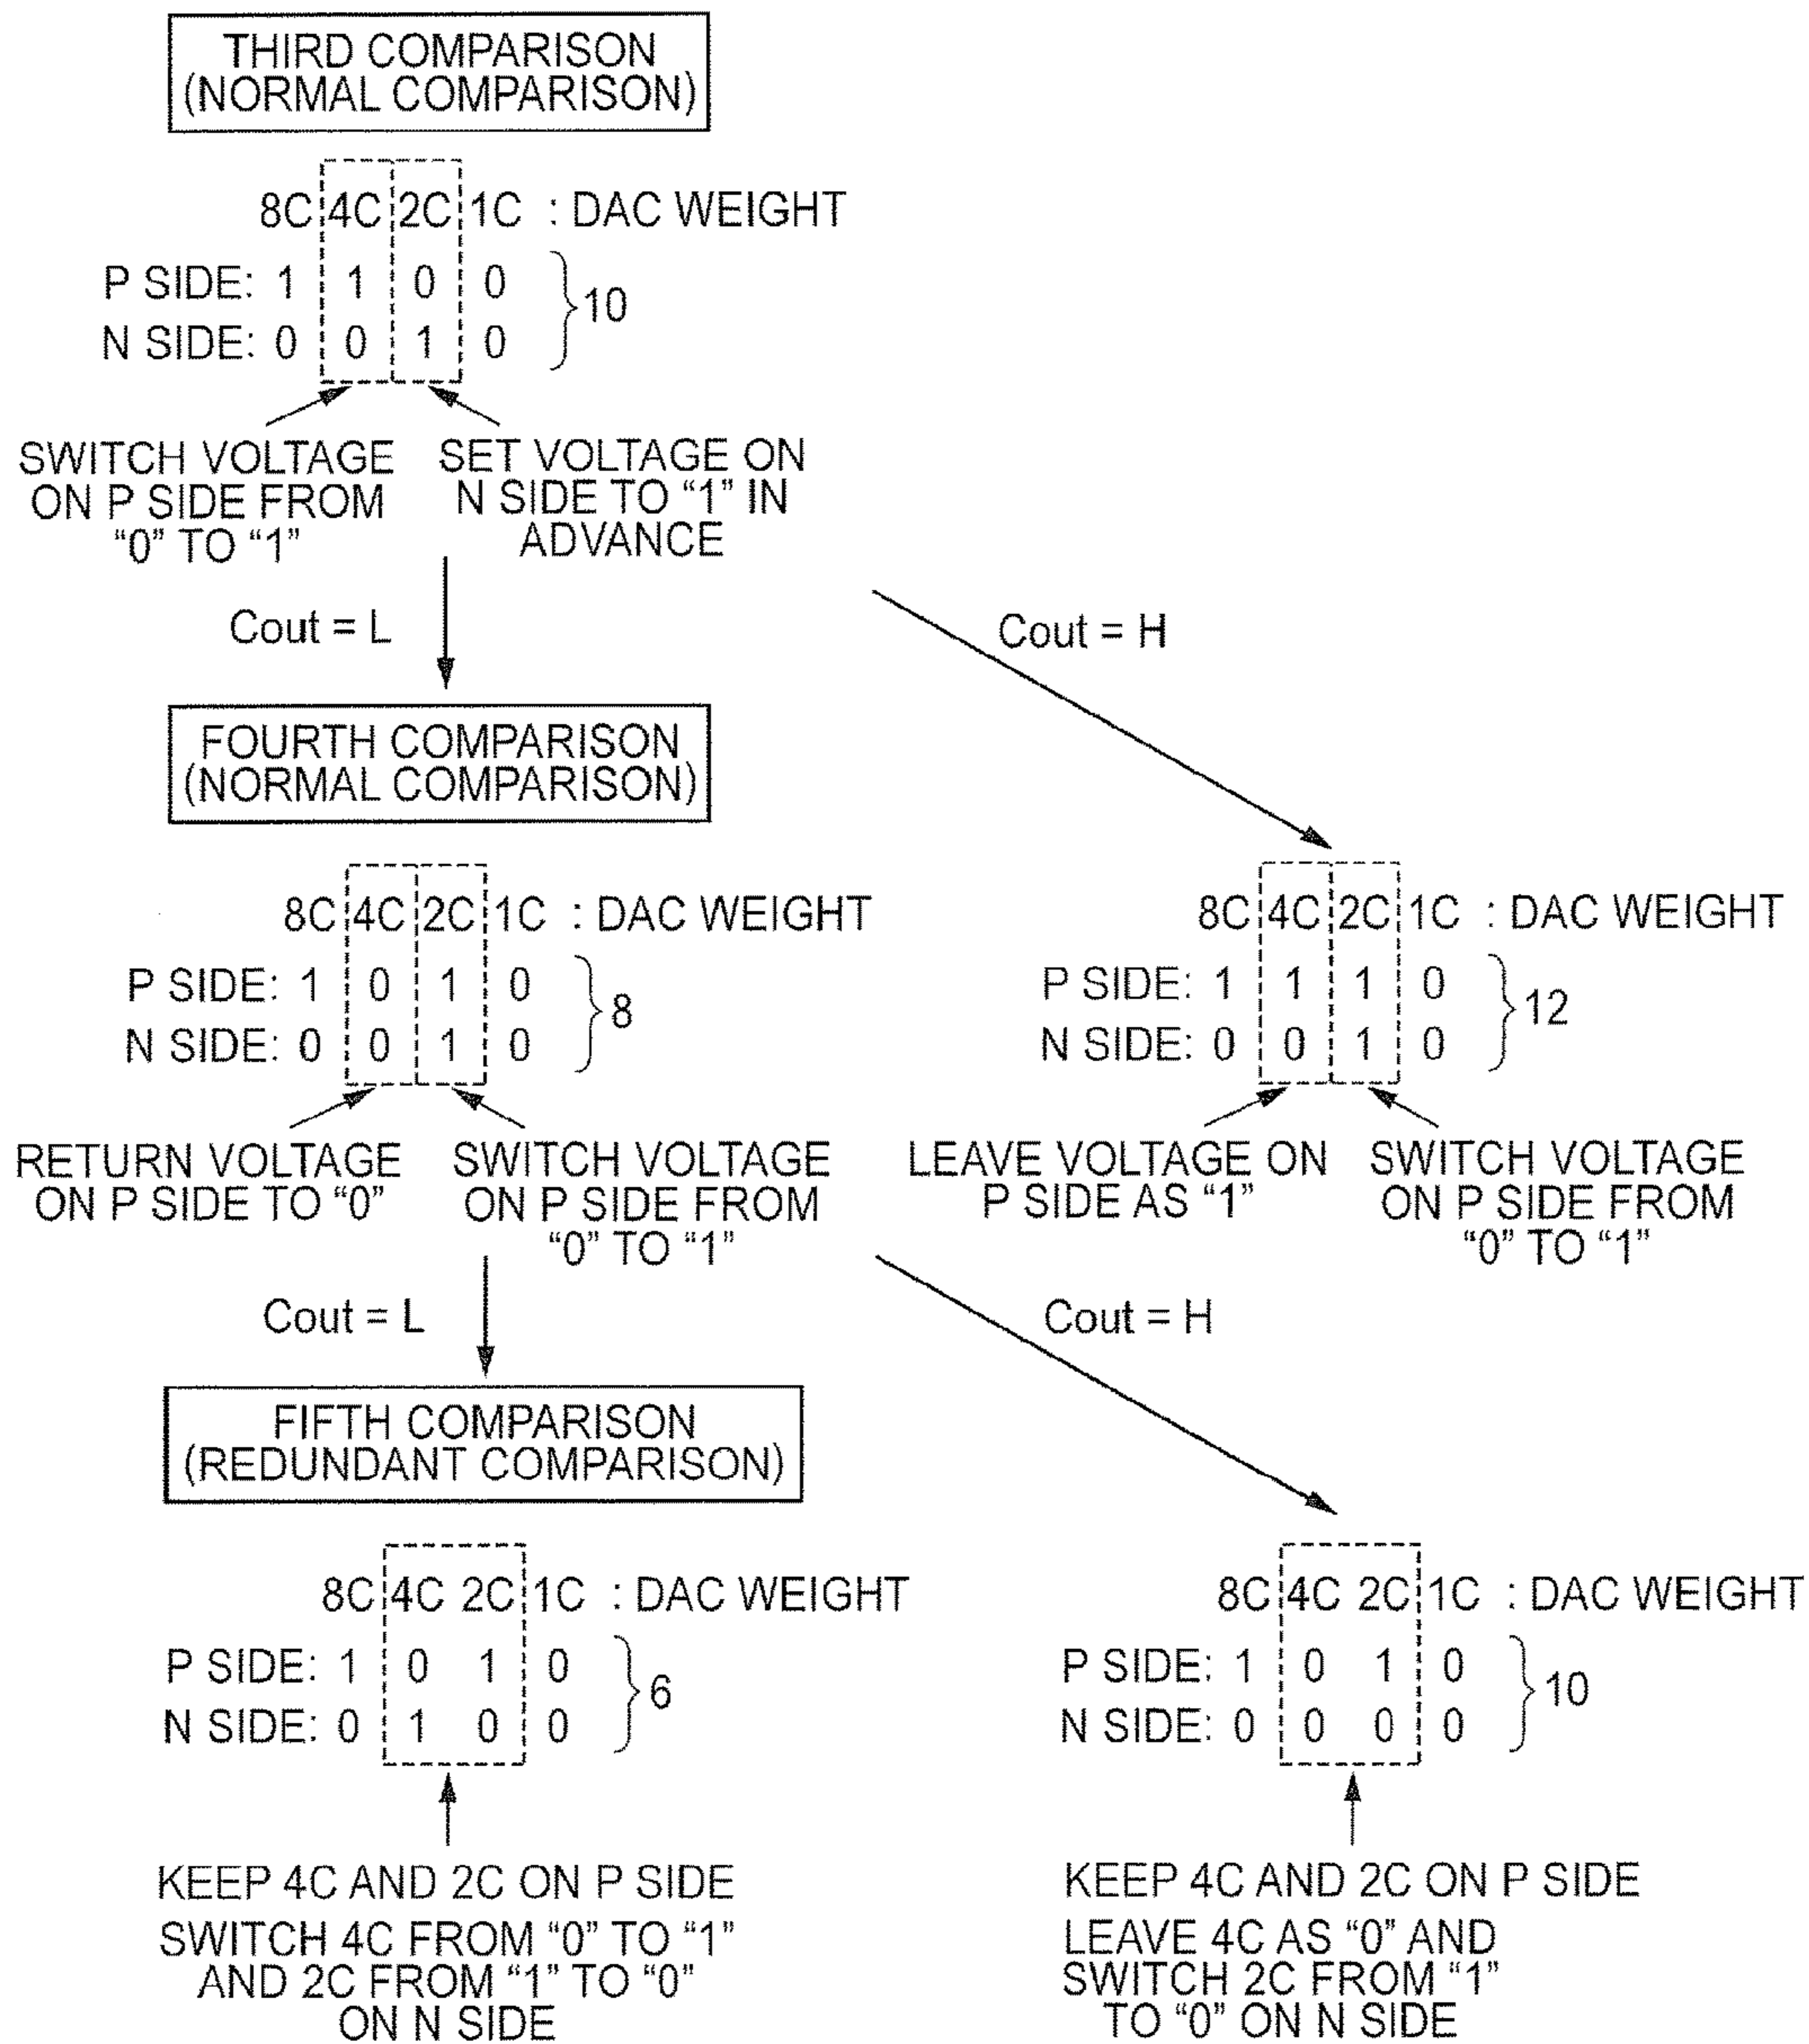 THIRD COMPARISON
(NORMAL COMPARISON)
8C 4C 2C 1C : DAC WEIGHT
P SIDE: 1 1 0 0
N SIDE: 0 0 1 0
10
SWITCH VOLTAGE
ON P SIDE FROM
“0” TO “1”
SET VOLTAGE ON
N SIDE TO “1” IN
ADVANCE
Cout = L
Cout = H
FOURTH COMPARISON
(NORMAL COMPARISON)
8C 4C 2C 1C : DAC WEIGHT
P SIDE: 1 0 1 0
N SIDE: 0 0 1 0
8
RETURN VOLTAGE
ON P SIDE TO “0”
SWITCH VOLTAGE
ON P SIDE FROM
“0” TO “1”
8C 4C 2C 1C : DAC WEIGHT
P SIDE: 1 1 1 0
N SIDE: 0 0 1 0
12
LEAVE VOLTAGE ON
P SIDE AS “1”
SWITCH VOLTAGE
ON P SIDE FROM
“0” TO “1”
Cout = L
Cout = H
FIFTH COMPARISON
(REDUNDANT COMPARISON)
8C 4C 2C 1C : DAC WEIGHT
P SIDE: 1 0 1 0
N SIDE: 0 1 0 0
6
KEEP 4C AND 2C ON P SIDE
SWITCH 4C FROM “0” TO “1”
AND 2C FROM “1” TO “0”
ON N SIDE
8C 4C 2C 1C : DAC WEIGHT
P SIDE: 1 0 1 0
N SIDE: 0 0 0 0
10
KEEP 4C AND 2C ON P SIDE
LEAVE 4C AS “0” AND
SWITCH 2C FROM “1”
TO “0” ON N SIDE